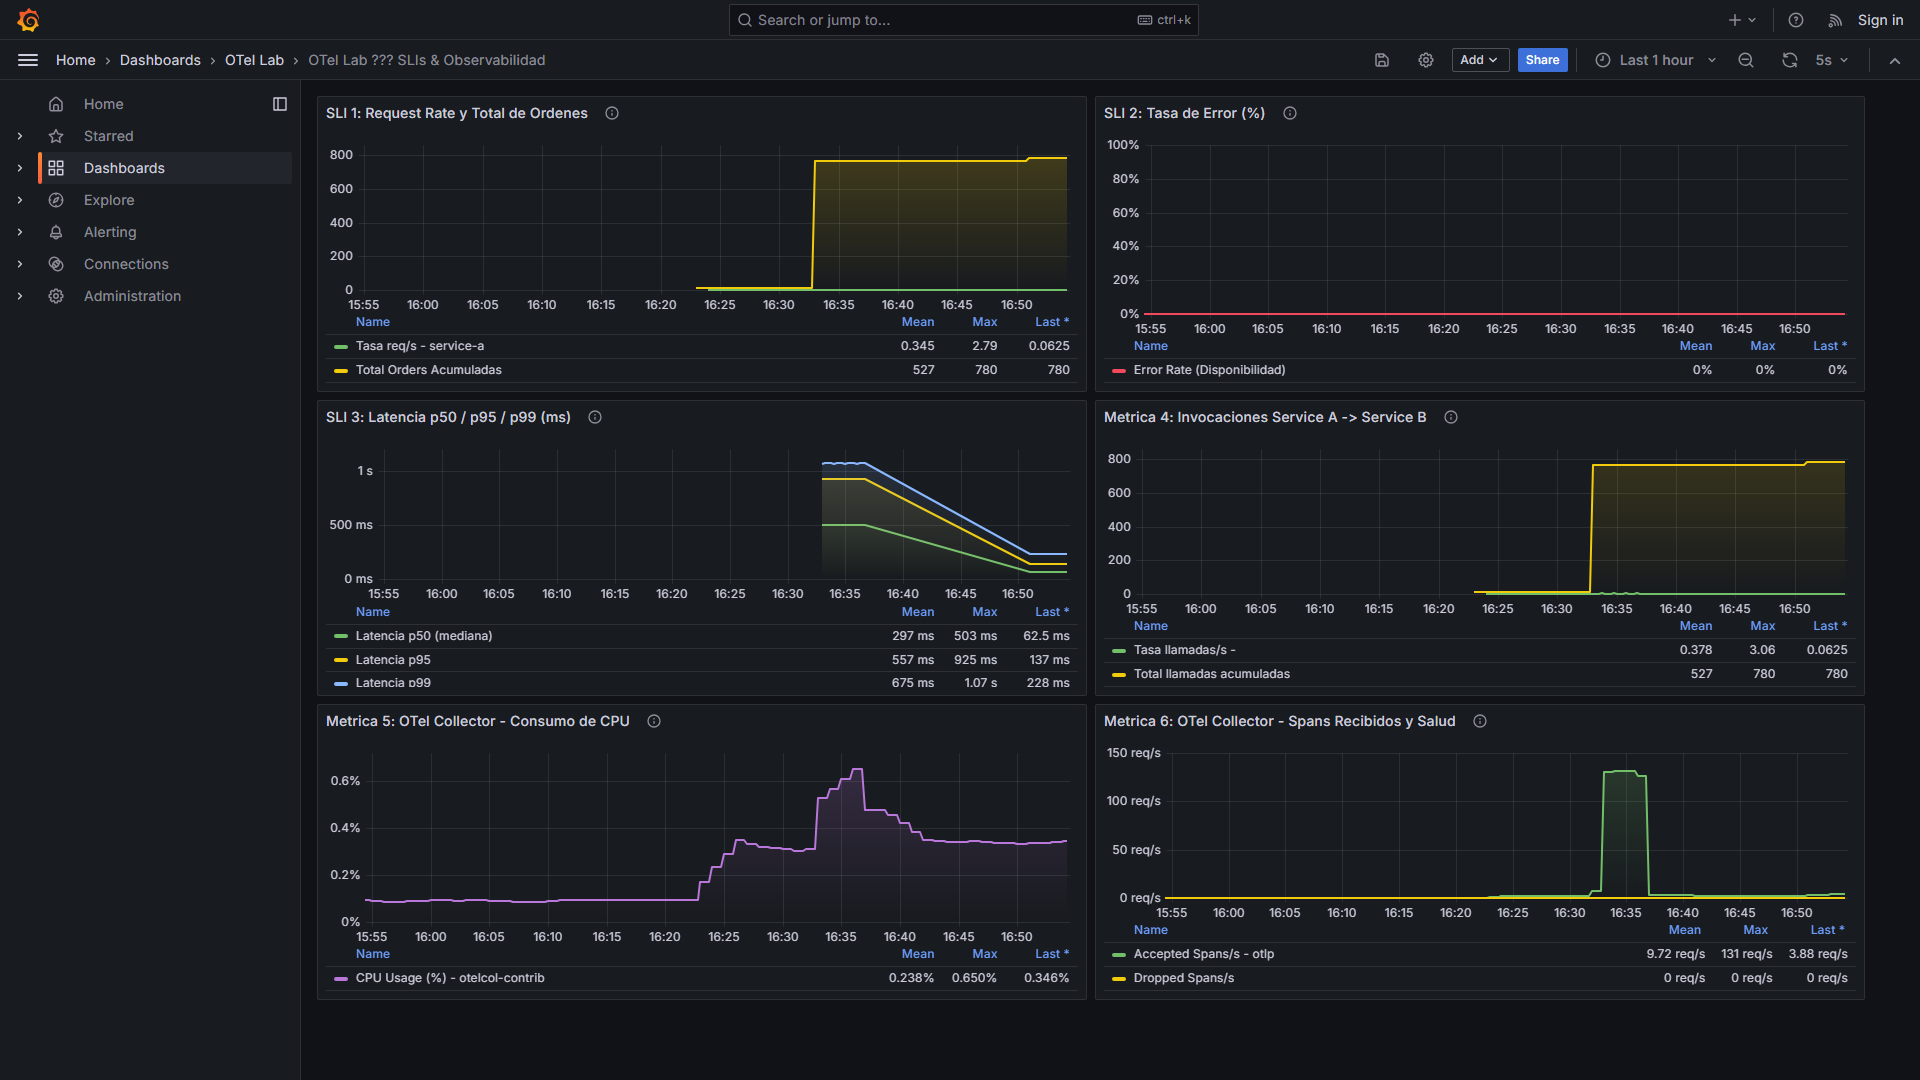 Search or jump to...
ctrl+k
Sign in
Home › Dashboards › OTel Lab › OTel Lab ??? SLIs & Observabilidad
Add
Share
Last 1 hour
5s
Home
Starred
Dashboards
Explore
Alerting
Connections
Administration
SLI 1: Request Rate y Total de Ordenes
800
600
400
200
0
15:55 16:00 16:05 16:10 16:15 16:20 16:25 16:30 16:35 16:40 16:45 16:50
Name Mean Max Last *
Tasa req/s - service-a 0.345 2.79 0.0625
Total Orders Acumuladas 527 780 780
SLI 2: Tasa de Error (%)
100%
80%
60%
40%
20%
0%
15:55 16:00 16:05 16:10 16:15 16:20 16:25 16:30 16:35 16:40 16:45 16:50
Name Mean Max Last *
Error Rate (Disponibilidad) 0% 0% 0%
SLI 3: Latencia p50 / p95 / p99 (ms)
1 s
500 ms
0 ms
15:55 16:00 16:05 16:10 16:15 16:20 16:25 16:30 16:35 16:40 16:45 16:50
Name Mean Max Last *
Latencia p50 (mediana) 297 ms 503 ms 62.5 ms
Latencia p95 557 ms 925 ms 137 ms
Latencia p99 675 ms 1.07 s 228 ms
Metrica 4: Invocaciones Service A -> Service B
800
600
400
200
0
15:55 16:00 16:05 16:10 16:15 16:20 16:25 16:30 16:35 16:40 16:45 16:50
Name Mean Max Last *
Tasa llamadas/s - 0.378 3.06 0.0625
Total llamadas acumuladas 527 780 780
Metrica 5: OTel Collector - Consumo de CPU
0.6%
0.4%
0.2%
0%
15:55 16:00 16:05 16:10 16:15 16:20 16:25 16:30 16:35 16:40 16:45 16:50
Name Mean Max Last *
CPU Usage (%) - otelcol-contrib 0.238% 0.650% 0.346%
Metrica 6: OTel Collector - Spans Recibidos y Salud
150 req/s
100 req/s
50 req/s
0 req/s
15:55 16:00 16:05 16:10 16:15 16:20 16:25 16:30 16:35 16:40 16:45 16:50
Name Mean Max Last *
Accepted Spans/s - otlp 9.72 req/s 131 req/s 3.88 req/s
Dropped Spans/s 0 req/s 0 req/s 0 req/s